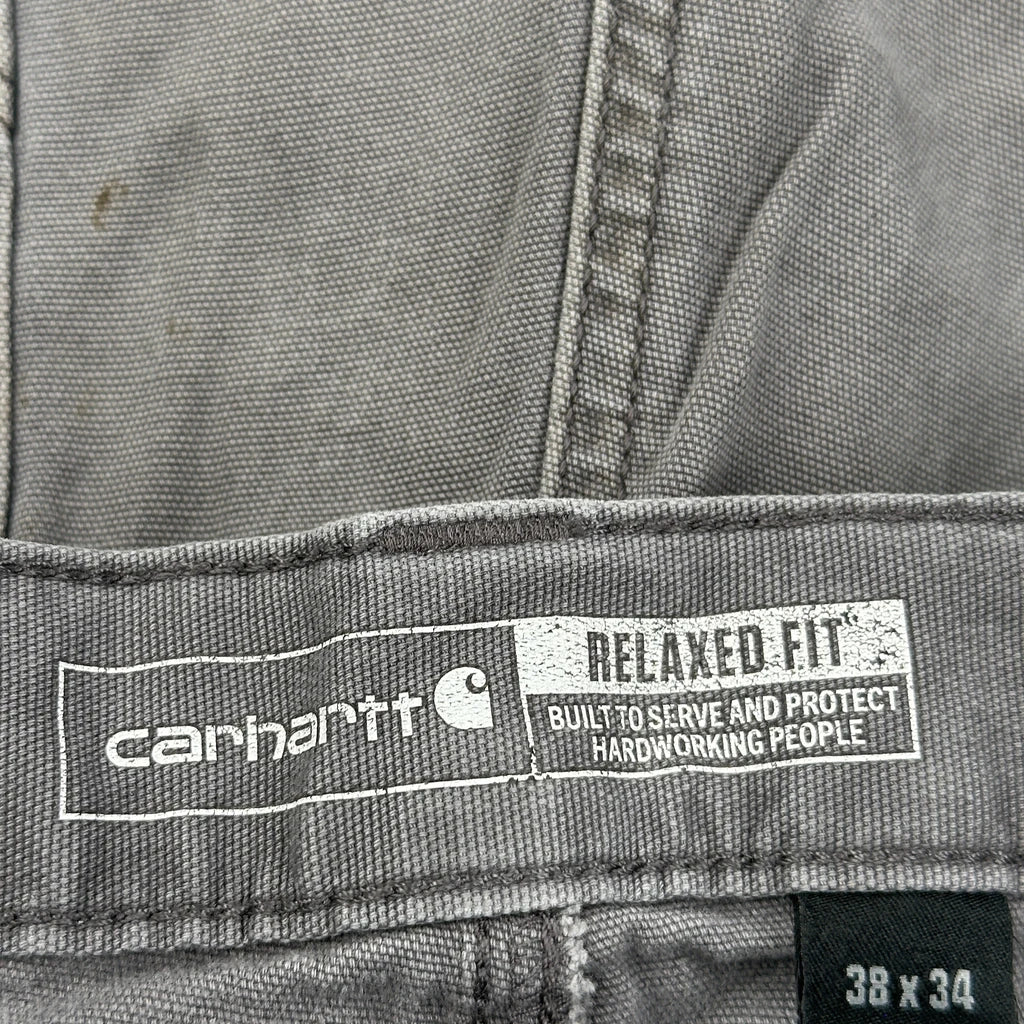 carhartt
RELAXED FIT
BUILT TO SERVE AND PROTECT
HARDWORKING PEOPLE
38 x 34